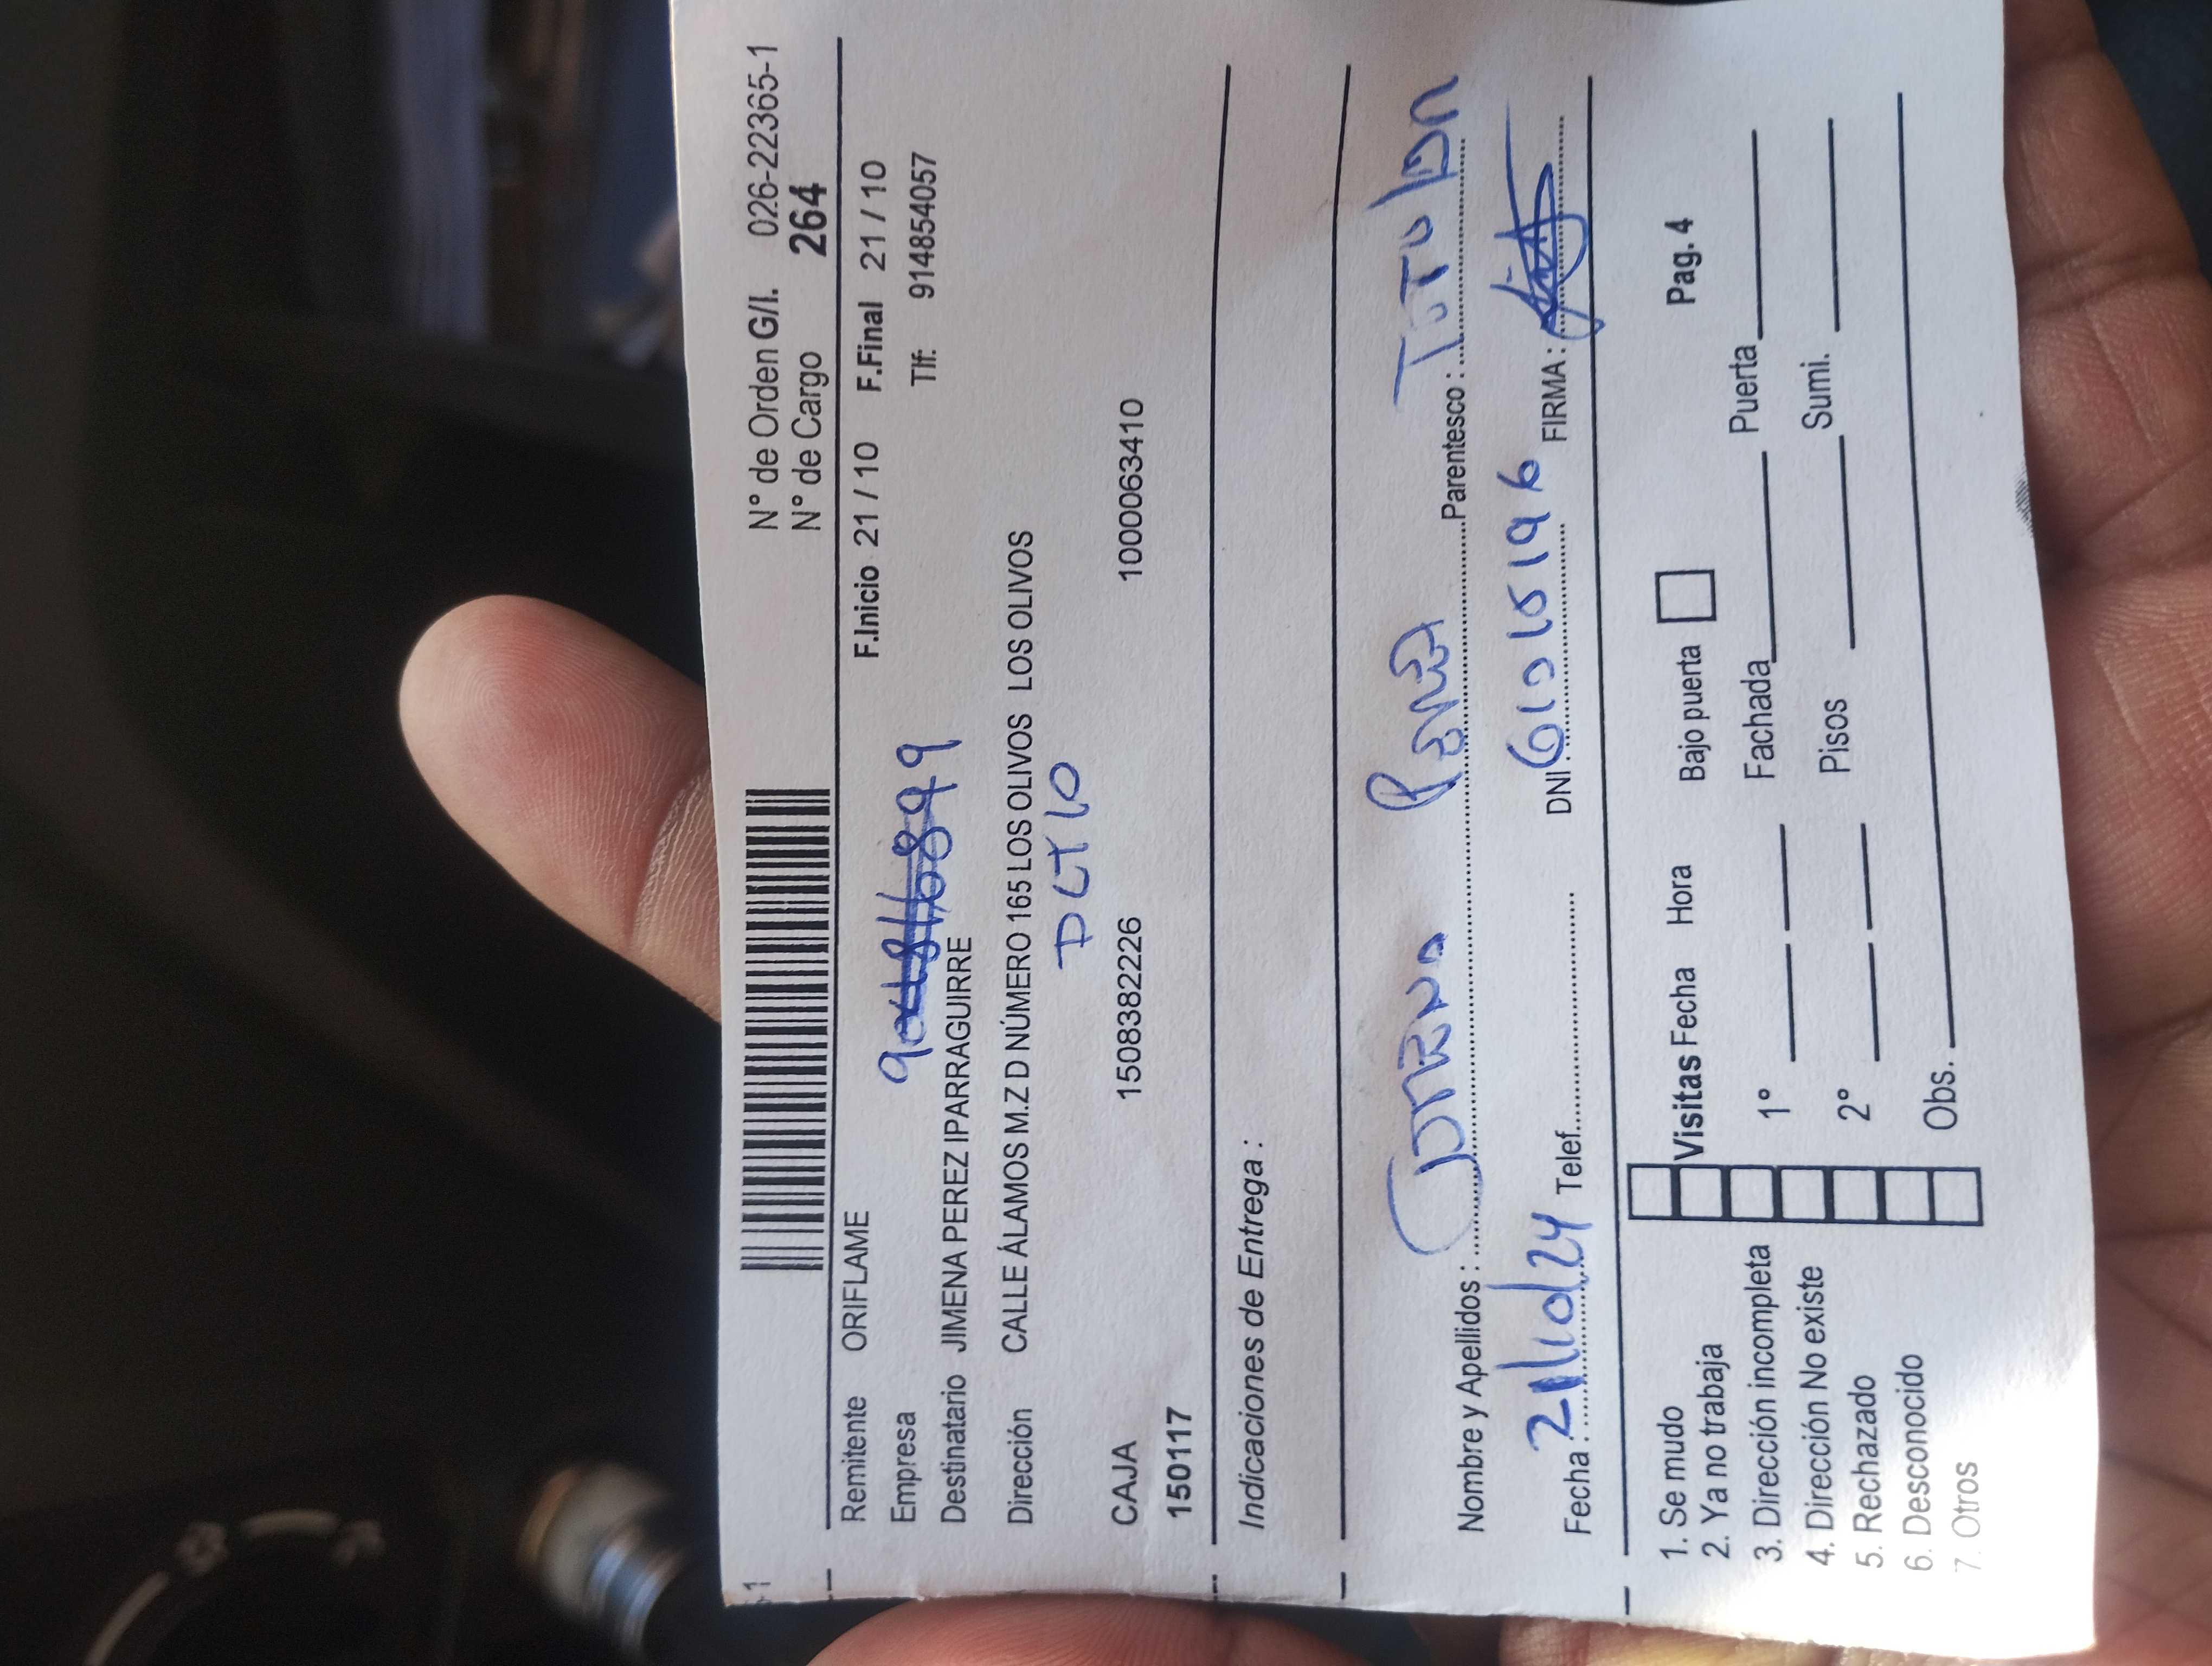 N° de Orden G/I. 026-22365-1
N° de Cargo 264
Remitente ORIFLAME F.Inicio 21 / 10 F.Final 21 / 10
Empresa Tlf: 914854057
Destinatario JIMENA PEREZ IPARRAGUIRRE
Dirección CALLE ÁLAMOS M.Z D NÚMERO 165 LOS OLIVOS LOS OLIVOS
D LT 10
CAJA 1508382226 1000063410
150117
Indicaciones de Entrega :
Nombre y Apellidos : Parentesco : TITULAR
Fecha : 21/10/24 Telef. DNI FIRMA :
1. Se mudo
2. Ya no trabaja
3. Dirección incompleta
4. Dirección No existe
5. Rechazado
6. Desconocido
7. Otros
Visitas Fecha Hora Bajo puerta Pag. 4
1° Fachada Puerta
2° Pisos Sumi.
Obs.